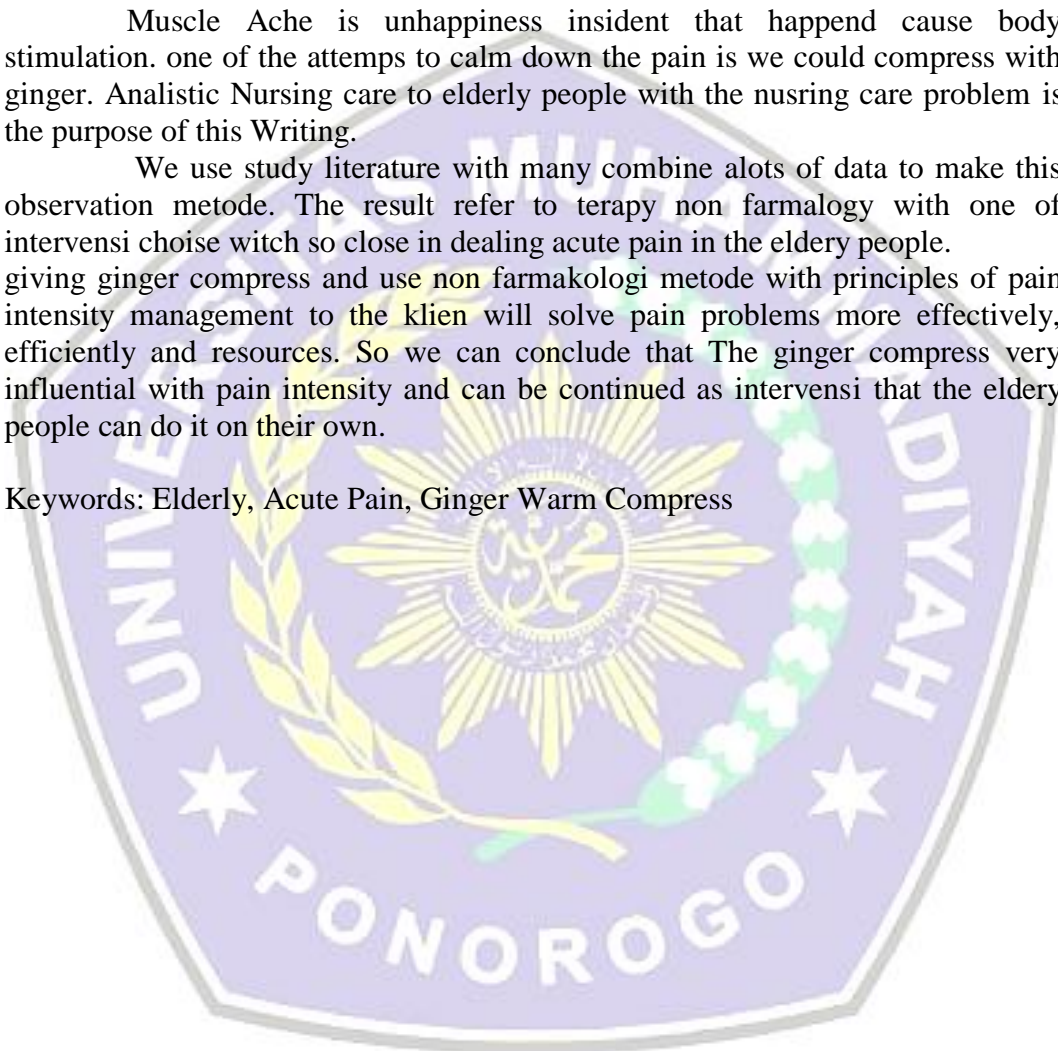 Muscle Ache is unhappiness insident that happend cause body
stimulation. one of the attemps to calm down the pain is we could compress with
ginger. Analistic Nursing care to elderly people with the nusring care problem is
the purpose of this Writing.
We use study literature with many combine alots of data to make this
observation metode. The result refer to terapy non farmalogy with one of
intervensi choise witch so close in dealing acute pain in the eldery people.
giving ginger compress and use non farmakologi metode with principles of pain
intensity management to the klien will solve pain problems more effectively,
efficiently and resources. So we can conclude that The ginger compress very
influential with pain intensity and can be continued as intervensi that the eldery
people can do it on their own.
Keywords: Elderly, Acute Pain, Ginger Warm Compress
UNIVERSITAS MUHAMMADIYAH
PONOROGO